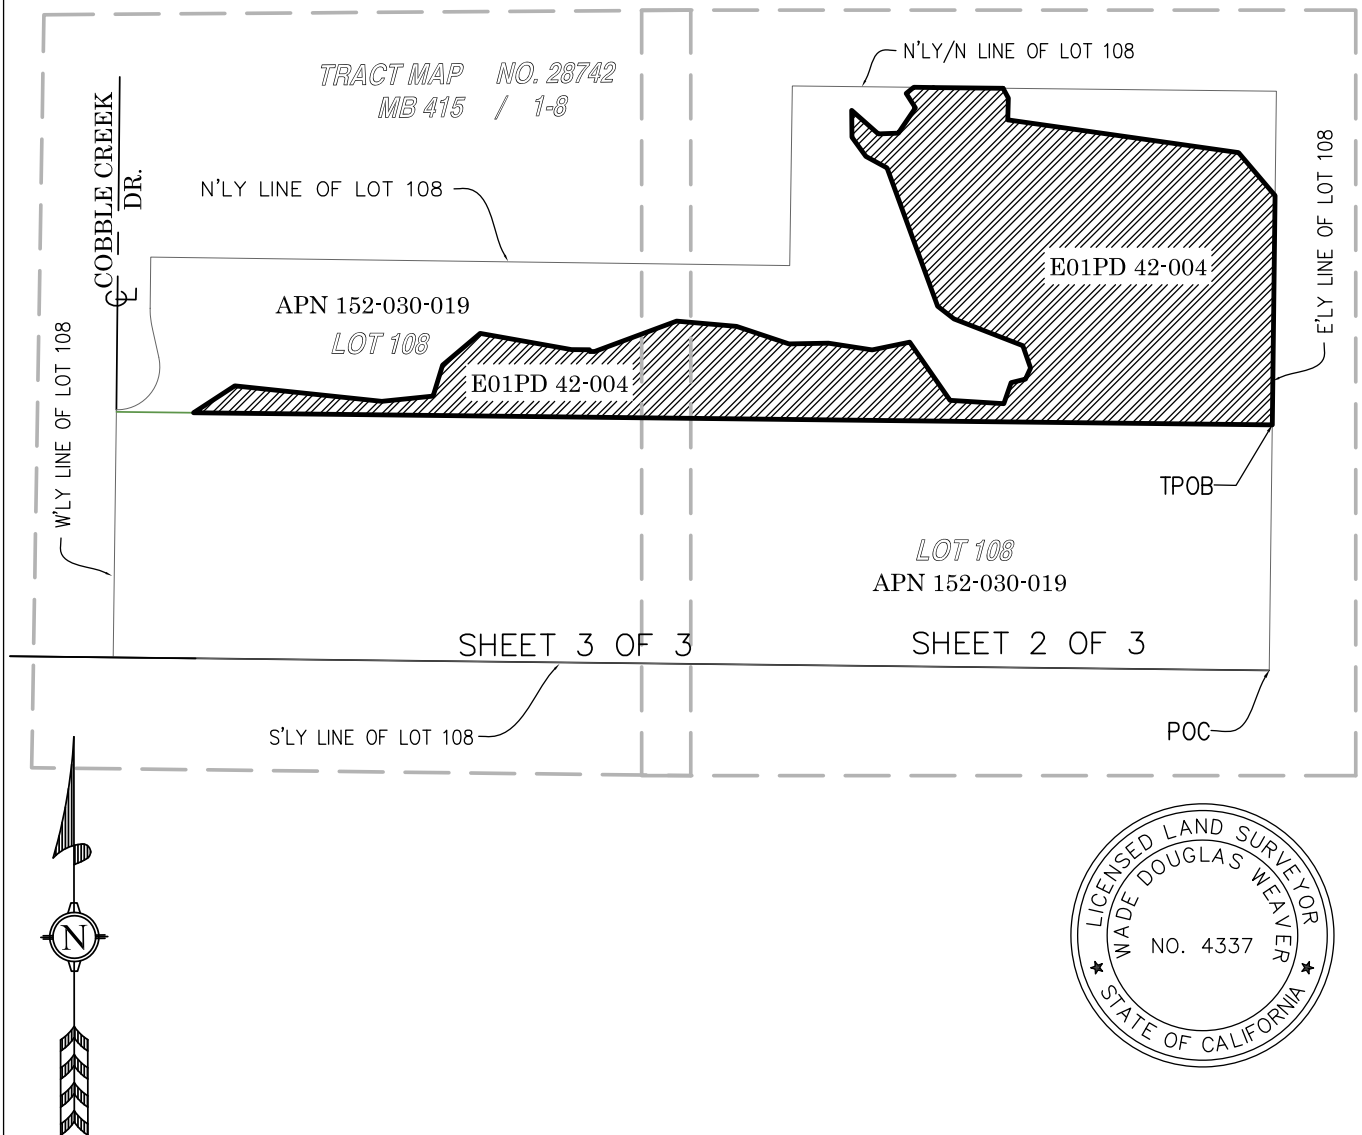 N'LY/N LINE OF LOT 108
TRACT MAP NO. 28742
MB 415 / 1-8
COBBLE CREEK
DR.
℄
N'LY LINE OF LOT 108
E'LY LINE OF LOT 108
E01PD 42-004
APN 152-030-019
LOT 108
E01PD 42-004
W'LY LINE OF LOT 108
TPOB
LOT 108
APN 152-030-019
SHEET 3 OF 3
SHEET 2 OF 3
S'LY LINE OF LOT 108
POC
N
LICENSED LAND SURVEYOR
WADE DOUGLAS WEAVER
NO. 4337
STATE OF CALIFORNIA